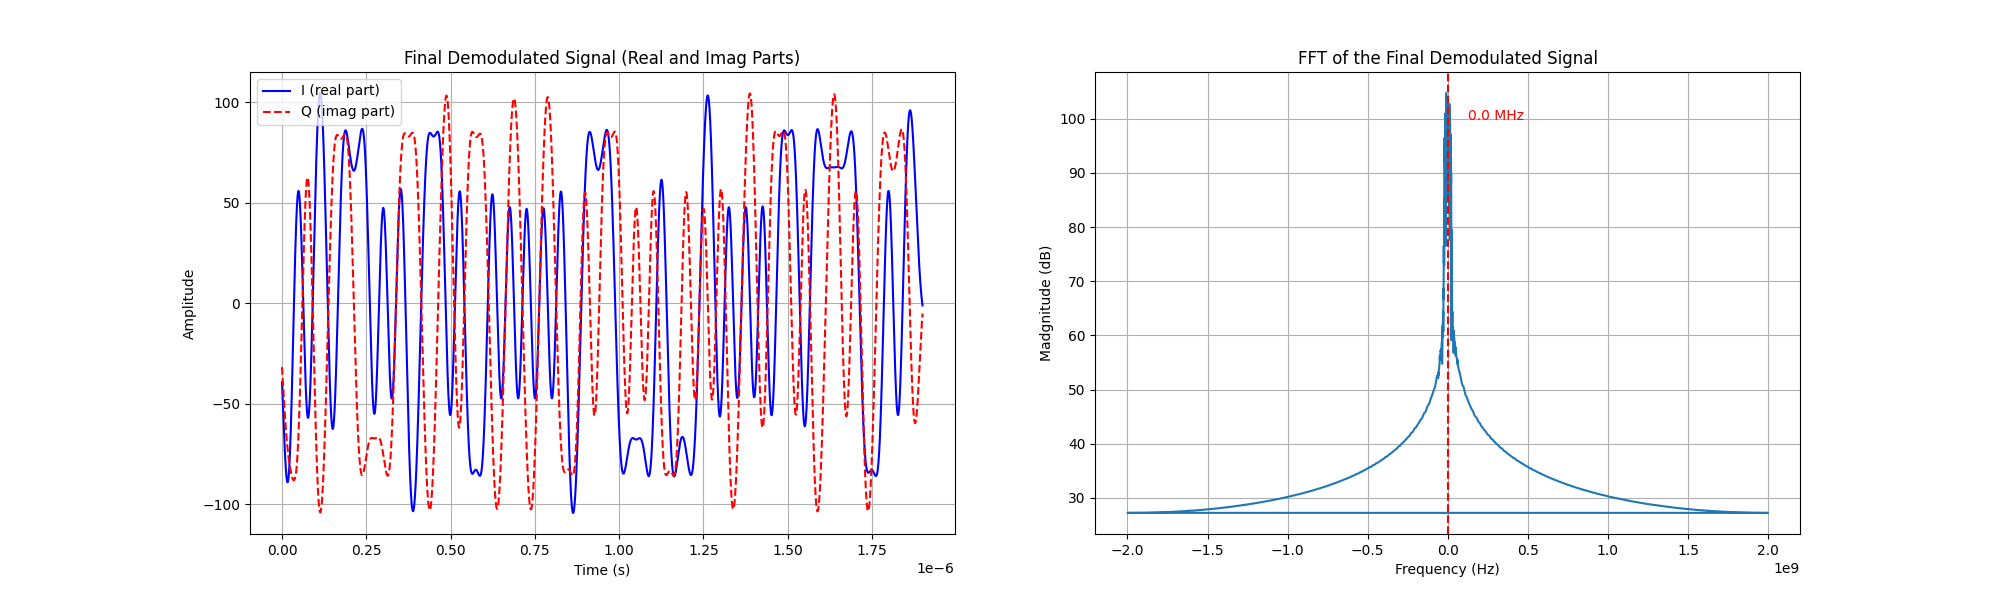 Final Demodulated Signal (Real and Imag Parts)
I (real part)
Q (imag part)
100
50
0
−50
−100
Amplitude
0.00 0.25 0.50 0.75 1.00 1.25 1.50 1.75
1e−6
Time (s)
FFT of the Final Demodulated Signal
0.0 MHz
100
90
80
70
60
50
40
30
Madgnitude (dB)
−2.0 −1.5 −1.0 −0.5 0.0 0.5 1.0 1.5 2.0
1e9
Frequency (Hz)